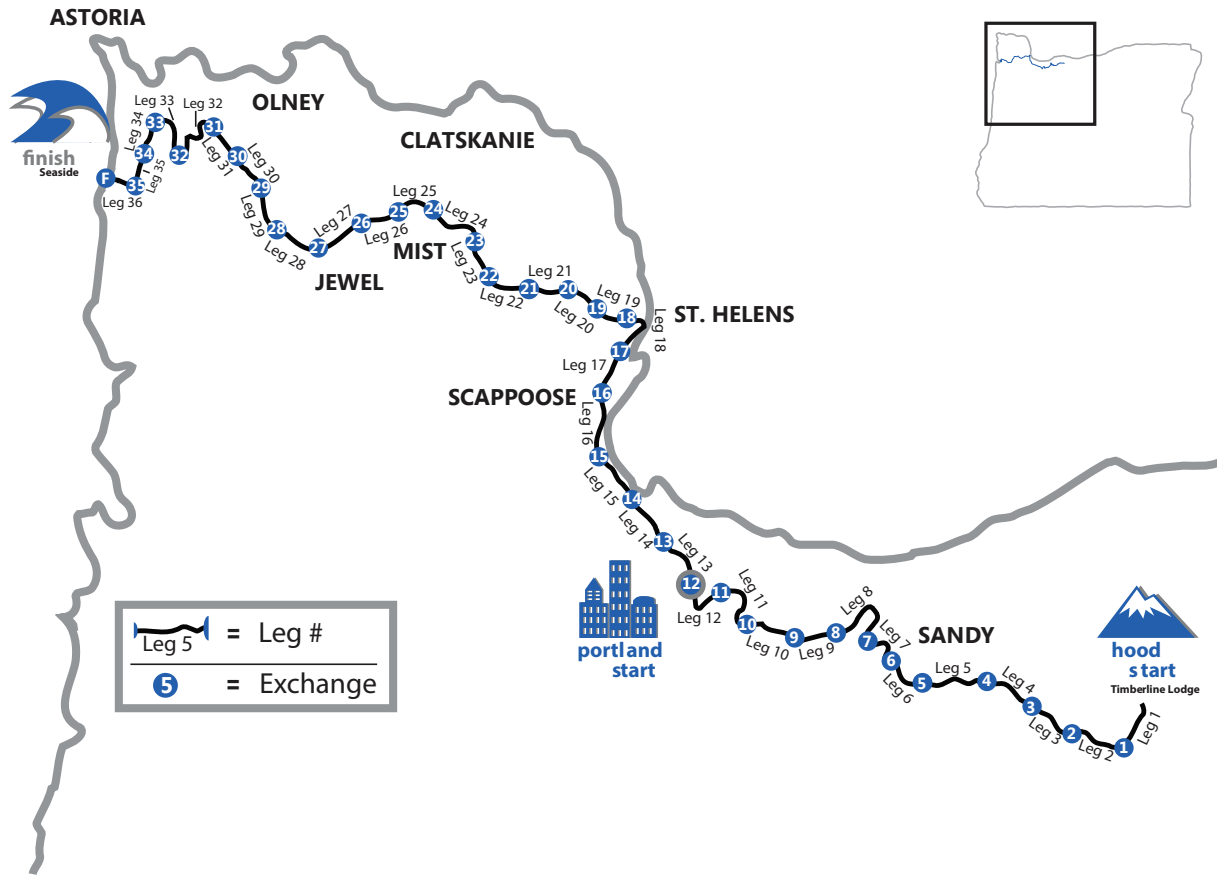 ASTORIA
finish
Seaside
F
Leg 36
35
Leg 35
34
Leg 34
33
Leg 33
32
Leg 32
31
Leg 31
OLNEY
30
Leg 30
29
Leg 29
28
Leg 28
27
Leg 27
JEWEL
26
Leg 26
25
Leg 25
MIST
CLATSKANIE
24
Leg 24
23
Leg 23
22
Leg 22
21
Leg 21
20
Leg 20
19
Leg 19
18
Leg 18
ST. HELENS
17
Leg 17
SCAPPOOSE
16
Leg 16
15
Leg 15
14
Leg 14
13
Leg 13
12
Leg 12
portland
start
11
Leg 11
10
Leg 10
9
Leg 9
8
Leg 8
7
Leg 7
SANDY
6
Leg 6
5
Leg 5
4
Leg 4
3
Leg 3
2
Leg 2
1
Leg 1
hood
start
Timberline Lodge
Leg 5 = Leg #
5 = Exchange